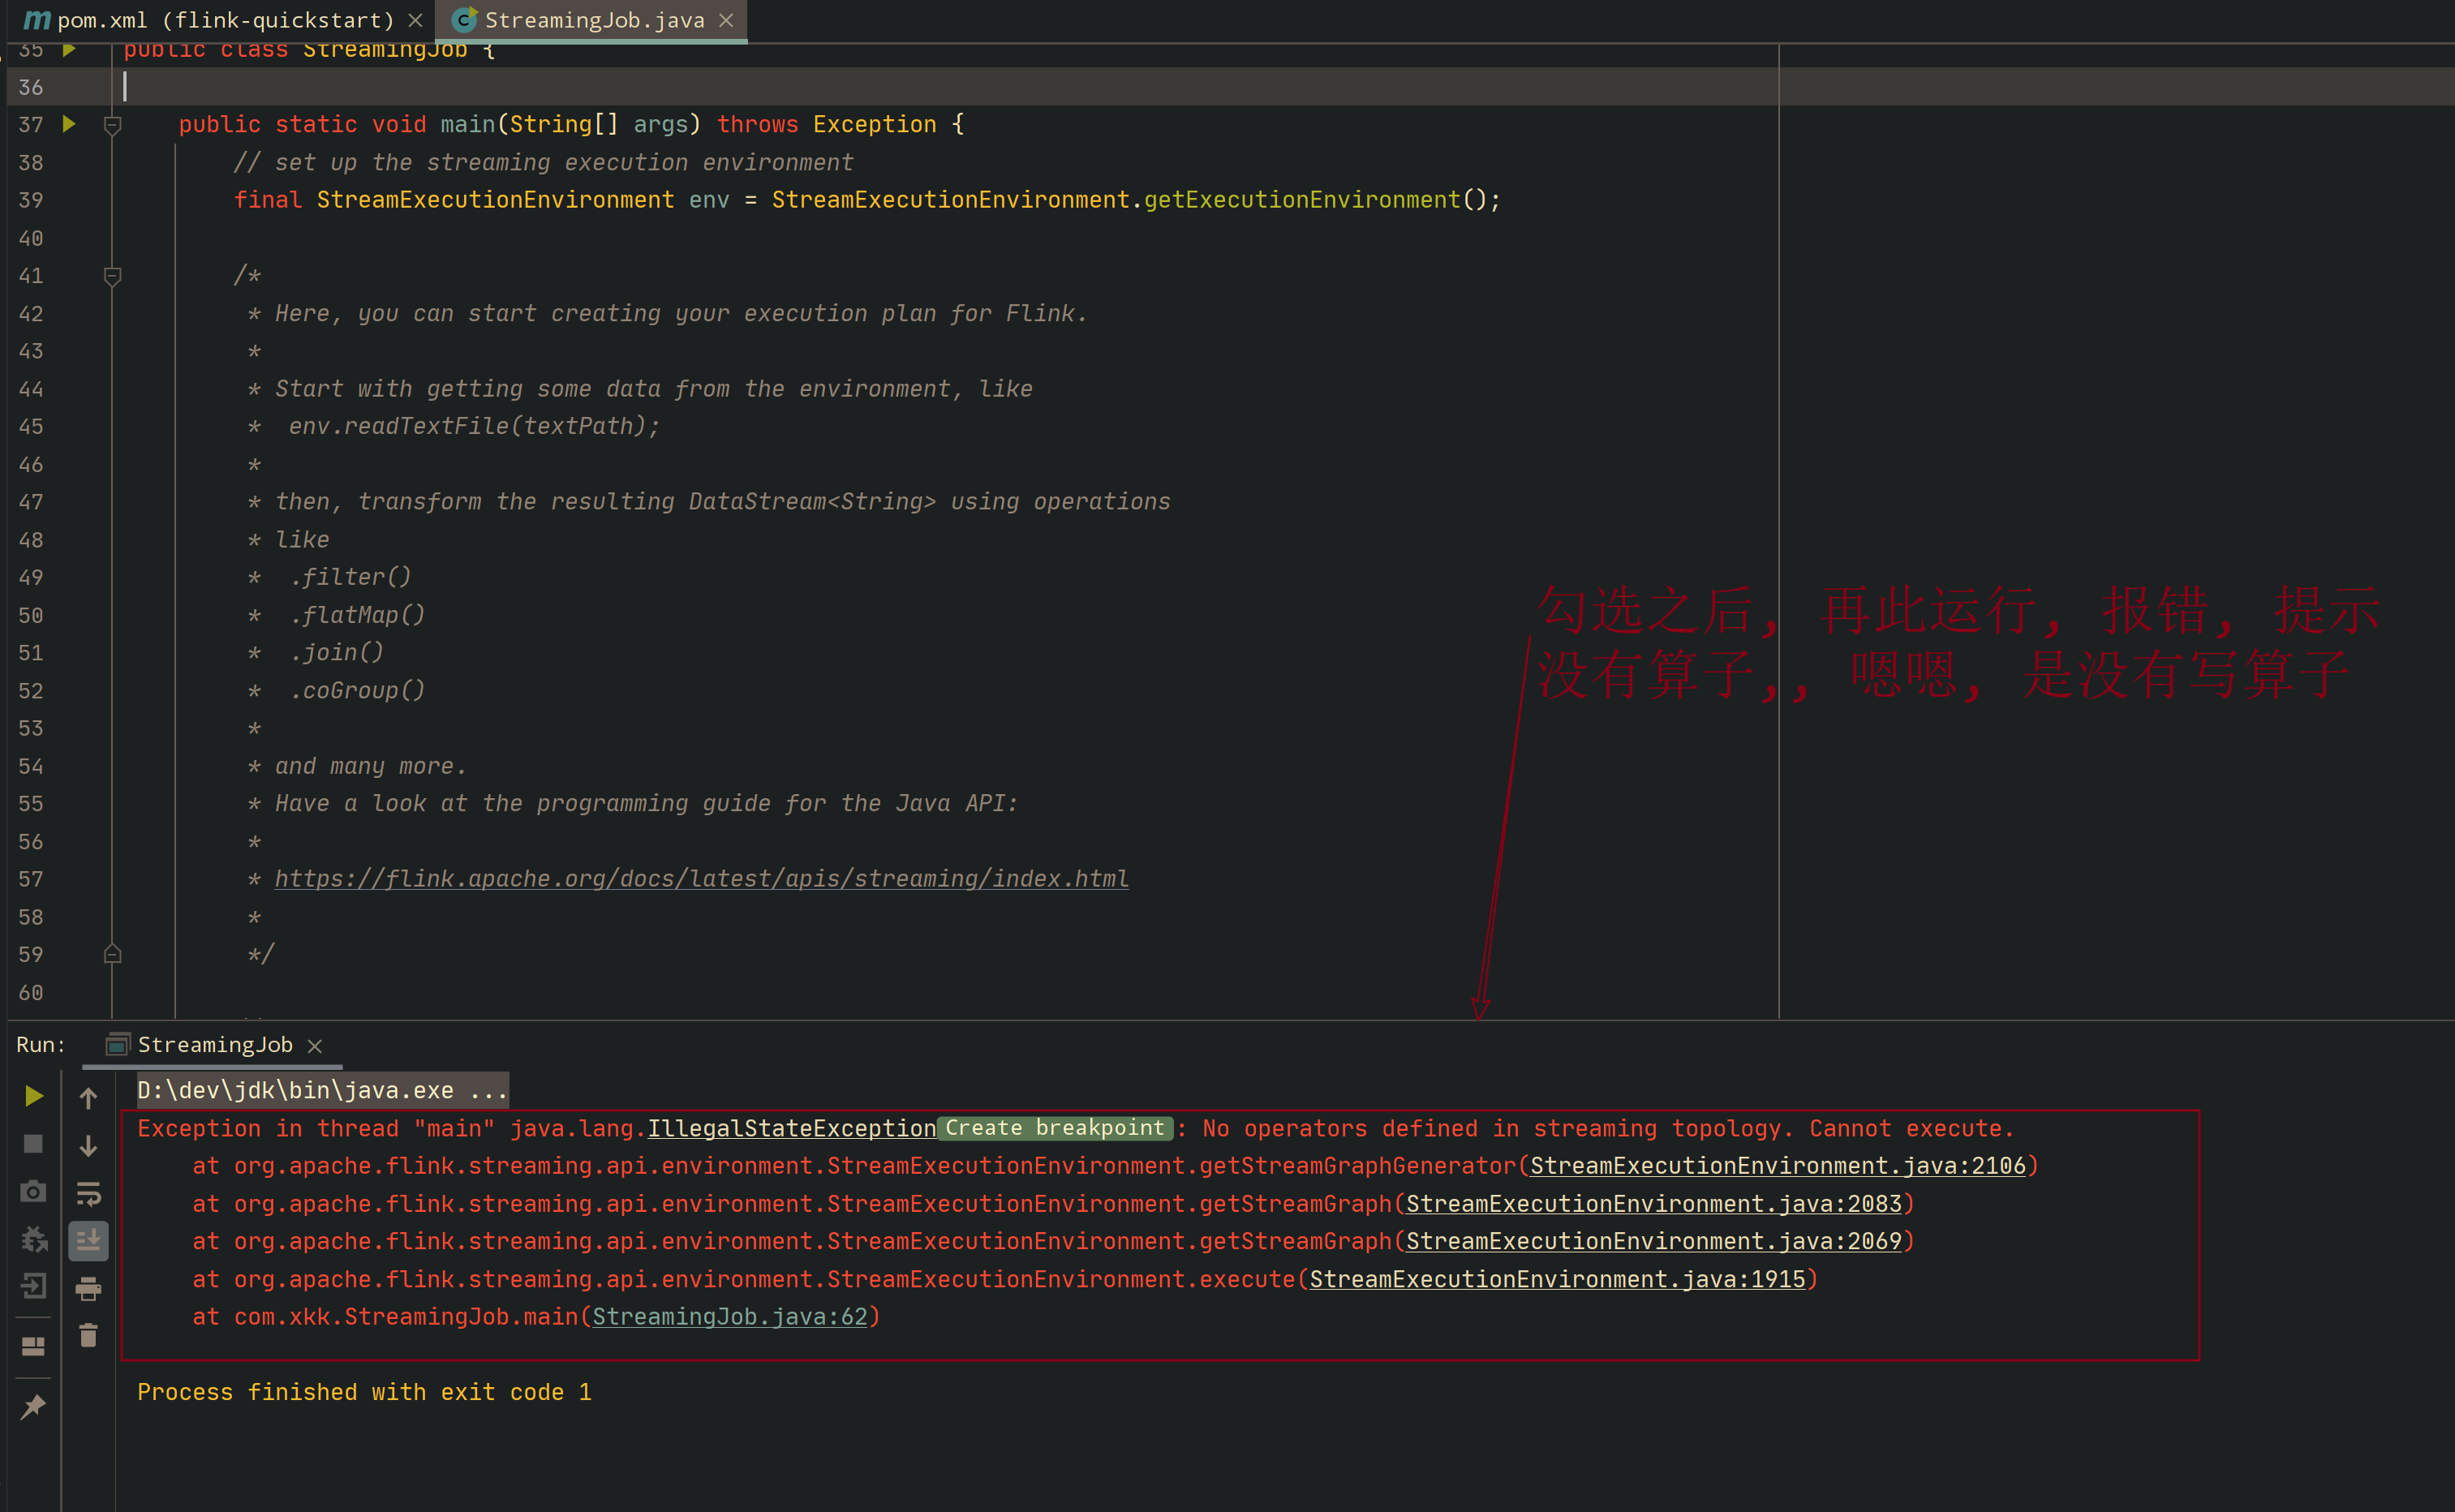 pom.xml (flink-quickstart)
StreamingJob.java
35 public class StreamingJob {
36
37 public static void main(String[] args) throws Exception {
38 // set up the streaming execution environment
39 final StreamExecutionEnvironment env = StreamExecutionEnvironment.getExecutionEnvironment();
40
41 /*
42 * Here, you can start creating your execution plan for Flink.
43 *
44 * Start with getting some data from the environment, like
45 * env.readTextFile(textPath);
46 *
47 * then, transform the resulting DataStream<String> using operations
48 * like
49 * .filter()
50 * .flatMap()
51 * .join()
52 * .coGroup()
53 *
54 * and many more.
55 * Have a look at the programming guide for the Java API:
56 *
57 * https://flink.apache.org/docs/latest/apis/streaming/index.html
58 *
59 */
60
勾选之后, 再此运行, 报错, 提示
没有算子,, 嗯嗯, 是没有写算子
Run: StreamingJob
D:\dev\jdk\bin\java.exe ...
Exception in thread "main" java.lang.IllegalStateException Create breakpoint : No operators defined in streaming topology. Cannot execute.
at org.apache.flink.streaming.api.environment.StreamExecutionEnvironment.getStreamGraphGenerator(StreamExecutionEnvironment.java:2106)
at org.apache.flink.streaming.api.environment.StreamExecutionEnvironment.getStreamGraph(StreamExecutionEnvironment.java:2083)
at org.apache.flink.streaming.api.environment.StreamExecutionEnvironment.getStreamGraph(StreamExecutionEnvironment.java:2069)
at org.apache.flink.streaming.api.environment.StreamExecutionEnvironment.execute(StreamExecutionEnvironment.java:1915)
at com.xkk.StreamingJob.main(StreamingJob.java:62)
Process finished with exit code 1